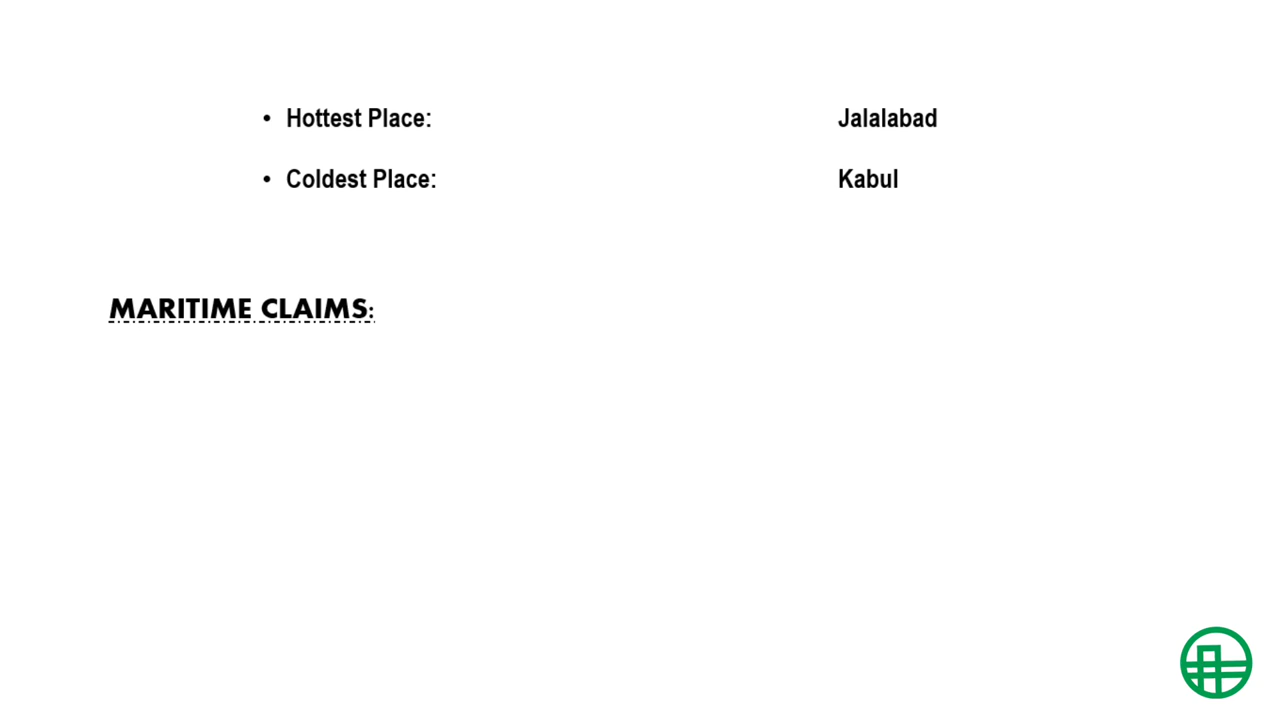 • Hottest Place: Jalalabad
• Coldest Place: Kabul
MARITIME CLAIMS: